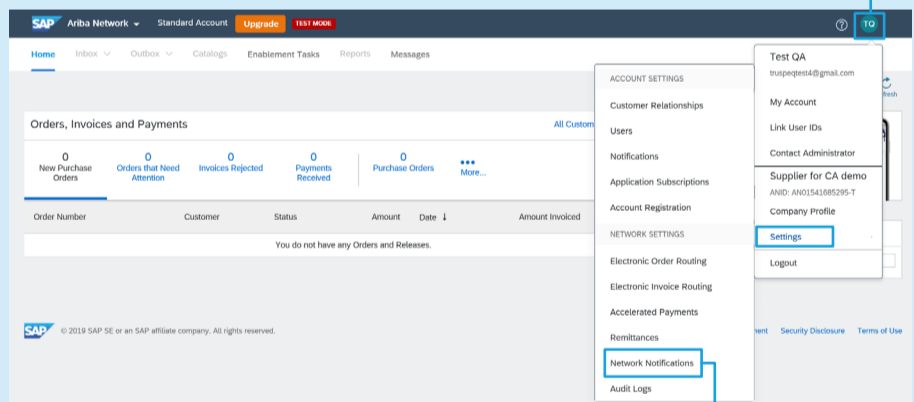 SAP Ariba Network Standard Account Upgrade TEST MODE ? TQ
Home Inbox Outbox Catalogs Enablement Tasks Reports Messages
Test QA
truspeqtest4@gmail.com
My Account
Link User IDs
Contact Administrator
Supplier for CA demo
ANID: AN01541685295-T
Company Profile
Settings
Logout
ACCOUNT SETTINGS
Customer Relationships
Users
Notifications
Application Subscriptions
Account Registration
NETWORK SETTINGS
Electronic Order Routing
Electronic Invoice Routing
Accelerated Payments
Remittances
Network Notifications
Audit Logs
Orders, Invoices and Payments All Custom
0 0 0 0 0
New Purchase Orders that Need Invoices Rejected Payments Purchase Orders More...
Orders Attention Received
Order Number Customer Status Amount Date ↓ Amount Invoiced
You do not have any Orders and Releases.
SAP © 2019 SAP SE or an SAP affiliate company. All rights reserved. Security Disclosure Terms of Use